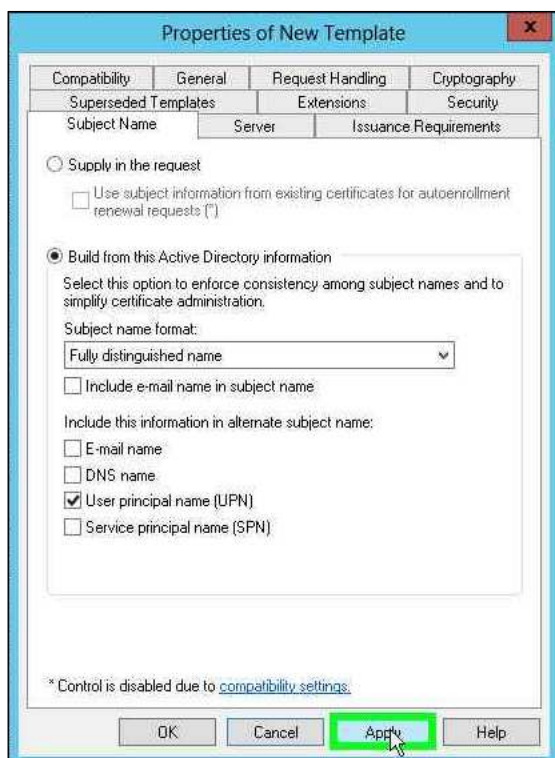 Properties of New Template
x
Compatibility General Request Handling Cryptography
Superseded Templates Extensions Security
Subject Name Server Issuance Requirements
Supply in the request
Use subject information from existing certificates for autoenrollment
renewal requests (*)
Build from this Active Directory information
Select this option to enforce consistency among subject names and to
simplify certificate administration.
Subject name format:
Fully distinguished name
Include e-mail name in subject name
Include this information in alternate subject name:
E-mail name
DNS name
User principal name (UPN)
Service principal name (SPN)
* Control is disabled due to compatibility settings.
OK Cancel Apply Help